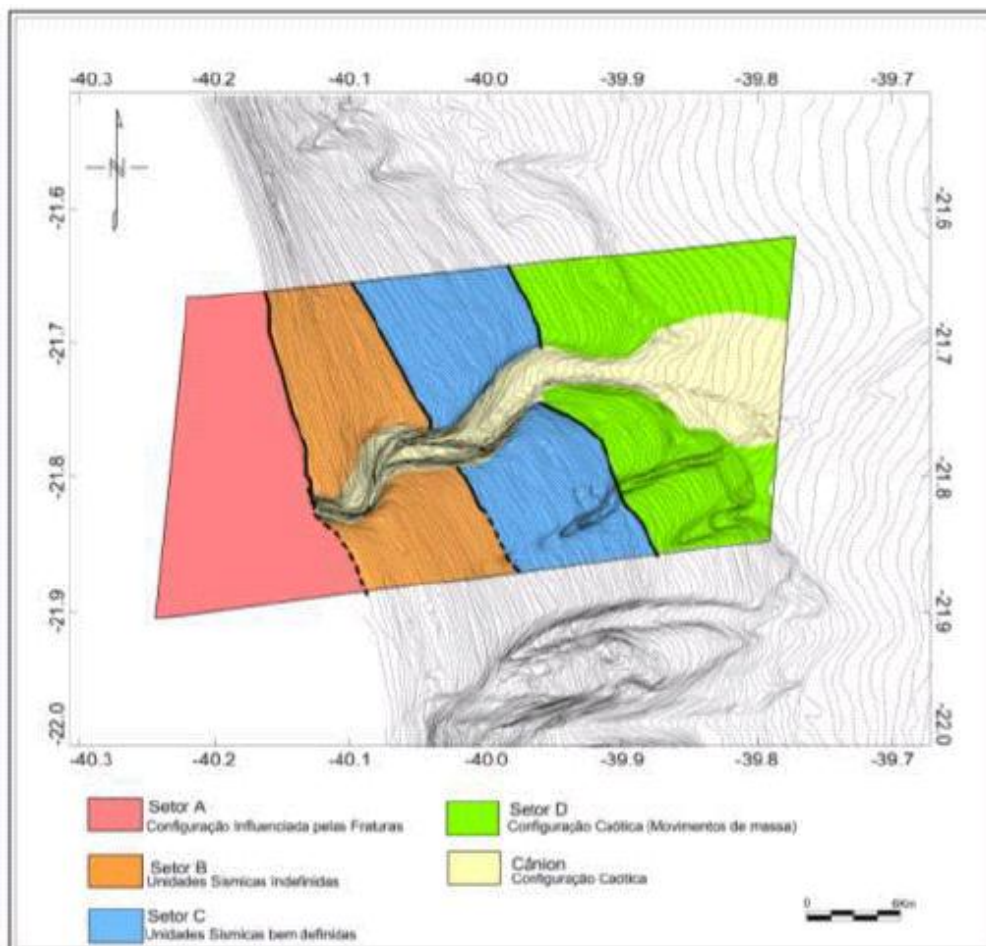 -40.3 -40.2 -40.1 -40.0 -39.9 -39.8 -39.7
N
-21.6 -21.6
-21.7 -21.7
-21.8 -21.8
-21.9 -21.9
-22.0 -22.0
-40.3 -40.2 -40.1 -40.0 -39.9 -39.8 -39.7
Setor A
Configuração Influenciada pelas Fraturas
Setor B
Unidades Sísmicas Indefinidas
Setor C
Unidades Sísmicas bem definidas
Setor D
Configuração Caótica (Movimentos de massa)
Cânion
Configuração Caótica
0 6Km